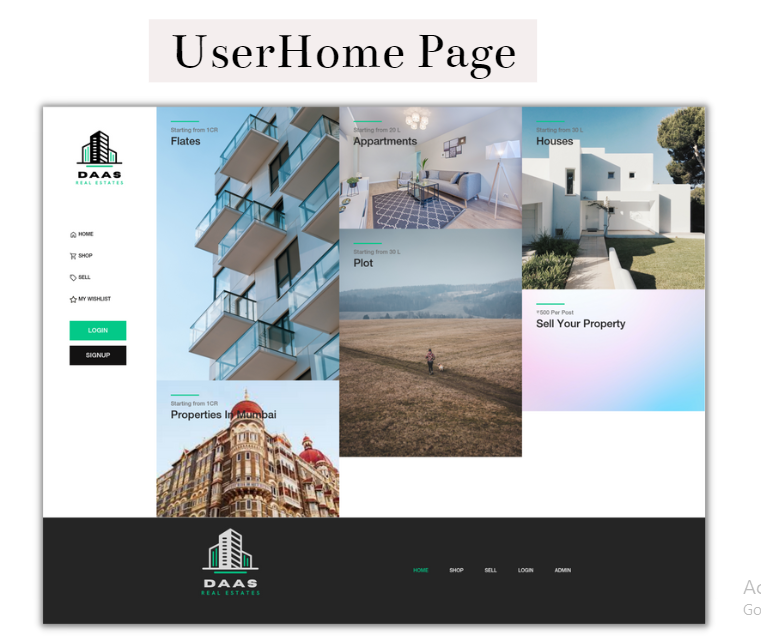 UserHome Page
DAAS
REAL ESTATES
HOME
SHOP
SELL
MY WISHLIST
LOGIN
SIGNUP
Starting from 1CR
Flates
Starting from 1CR
Properties In Mumbai
Starting from 39 L
Appartments
Starting from 39 L
Plot
Starting from 30 L
Houses
*500 Per Post
Sell Your Property
DAAS
REAL ESTATES
HOME
SHOP
SELL
LOGIN
ADMIN